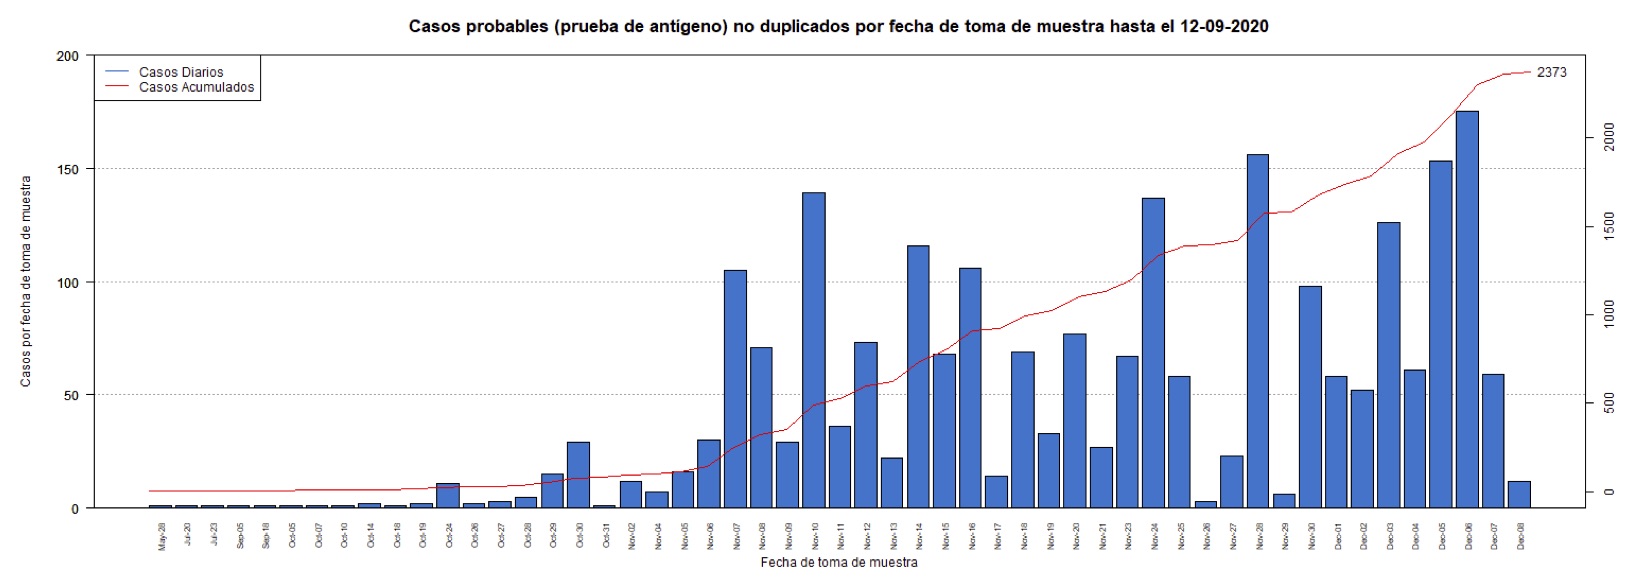 Casos probables (prueba de antígeno) no duplicados por fecha de toma de muestra hasta el 12-09-2020
Casos Diarios
Casos Acumulados
2373
Casos por fecha de toma de muestra
200
150
100
50
0
2000
1500
1000
500
0
May-28
Jul-20
Jul-23
Sep-05
Sep-18
Oct-05
Oct-07
Oct-10
Oct-14
Oct-18
Oct-19
Oct-24
Oct-26
Oct-27
Oct-28
Oct-29
Oct-30
Oct-31
Nov-02
Nov-04
Nov-05
Nov-06
Nov-07
Nov-08
Nov-09
Nov-10
Nov-11
Nov-12
Nov-13
Nov-14
Nov-15
Nov-16
Nov-17
Nov-18
Nov-19
Nov-20
Nov-21
Nov-23
Nov-24
Nov-25
Nov-26
Nov-27
Nov-28
Nov-29
Nov-30
Dec-01
Dec-02
Dec-03
Dec-04
Dec-05
Dec-06
Dec-07
Dec-08
Fecha de toma de muestra